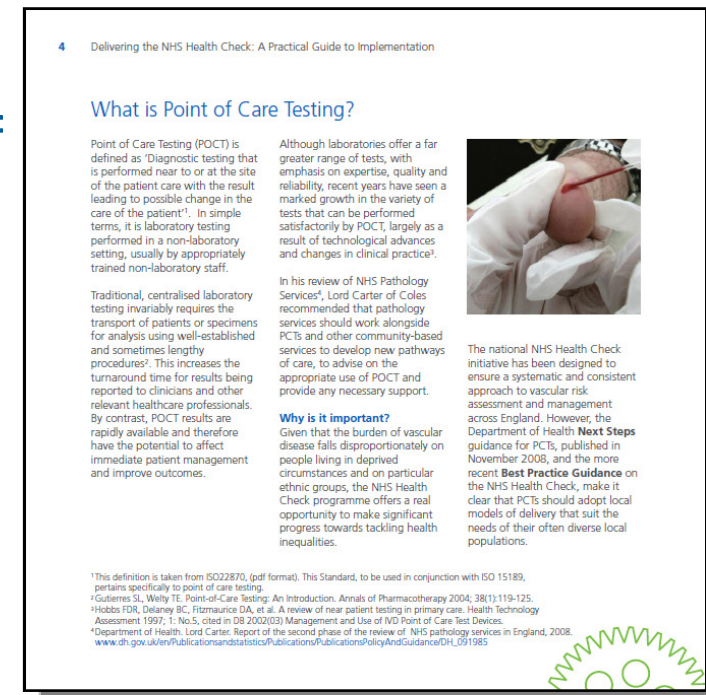 4 Delivering the NHS Health Check: A Practical Guide to Implementation
What is Point of Care Testing?
Point of Care Testing (POCT) is
defined as 'Diagnostic testing that
is performed near to or at the site
of the patient care with the result
leading to possible change in the
care of the patient'¹. In simple
terms, it is laboratory testing
performed in a non-laboratory
setting, usually by appropriately
trained non-laboratory staff.
Traditional, centralised laboratory
testing invariably requires the
transport of patients or specimens
for analysis using well-established
and sometimes lengthy
procedures². This increases the
turnaround time for results being
reported to clinicians and other
relevant healthcare professionals.
By contrast, POCT results are
rapidly available and therefore
have the potential to affect
immediate patient management
and improve outcomes.
Although laboratories offer a far
greater range of tests, with
emphasis on expertise, quality and
reliability, recent years have seen a
marked growth in the variety of
tests that can be performed
satisfactorily by POCT, largely as a
result of technological advances
and changes in clinical practice³.
In his review of NHS Pathology
Services⁴, Lord Carter of Coles
recommended that pathology
services should work alongside
PCTs and other community-based
services to develop new pathways
of care, to advise on the
appropriate use of POCT and
provide any necessary support.
Why is it important?
Given that the burden of vascular
disease falls disproportionately on
people living in deprived
circumstances and on particular
ethnic groups, the NHS Health
Check programme offers a real
opportunity to make significant
progress towards tackling health
inequalities.
The national NHS Health Check
initiative has been designed to
ensure a systematic and consistent
approach to vascular risk
assessment and management
across England. However, the
Department of Health Next Steps
guidance for PCTs, published in
November 2008, and the more
recent Best Practice Guidance on
the NHS Health Check, make it
clear that PCTs should adopt local
models of delivery that suit the
needs of their often diverse local
populations.
¹This definition is taken from ISO22870, (pdf format). This Standard, to be used in conjunction with ISO 15189,
pertains specifically to point of care testing.
²Gutierres SL, Welty TE. Point-of-Care Testing: An Introduction. Annals of Pharmacotherapy 2004; 38(1):119-125.
³Hobbs FDR, Delaney BC, Fitzmaurice DA, et al. A review of near patient testing in primary care. Health Technology
Assessment 1997; 1: No.5, cited in DB 2002(03) Management and Use of IVD Point of Care Test Devices.
⁴Department of Health. Lord Carter. Report of the second phase of the review of NHS pathology services in England, 2008.
www.dh.gov.uk/en/Publicationsandstatistics/Publications/PublicationsPolicyAndGuidance/DH_091985